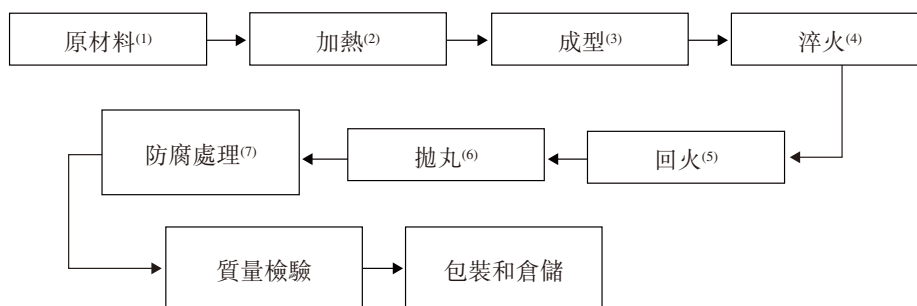 原材料(1)
加熱(2)
成型(3)
淬火(4)
回火(5)
拋丸(6)
防腐處理(7)
質量檢驗
包裝和倉儲